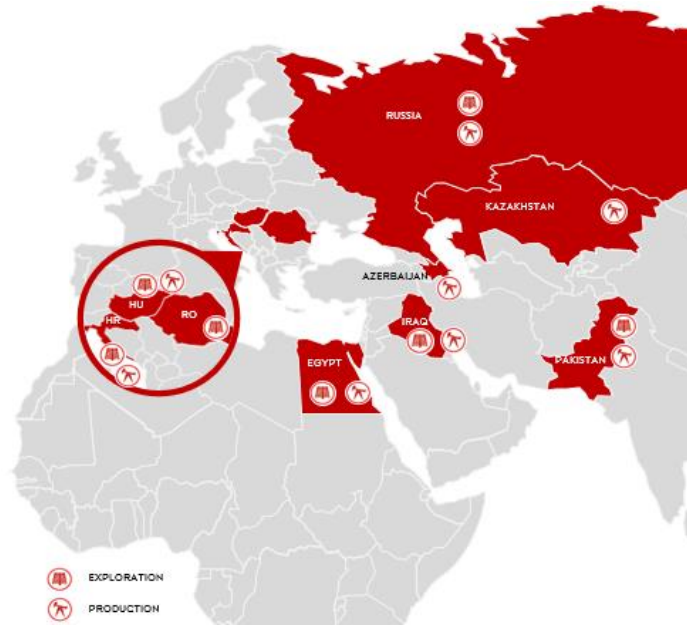 RUSSIA
KAZAKHSTAN
AZERBAIJAN
HU
HR
RO
IRAQ
EGYPT
PAKISTAN
EXPLORATION
PRODUCTION